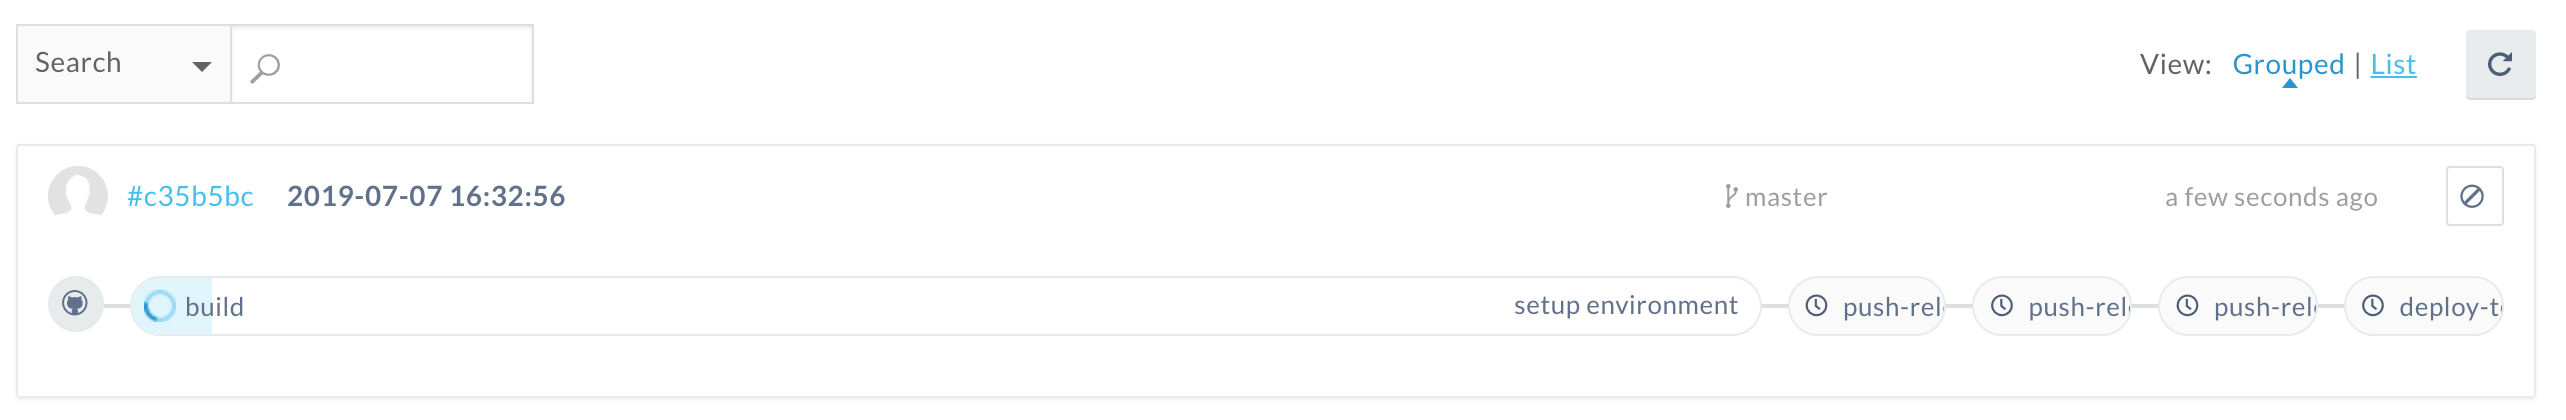 Search
View: Grouped | List
#c35b5bc 2019-07-07 16:32:56 master a few seconds ago
build setup environment push-rel push-rel push-rel deploy-t